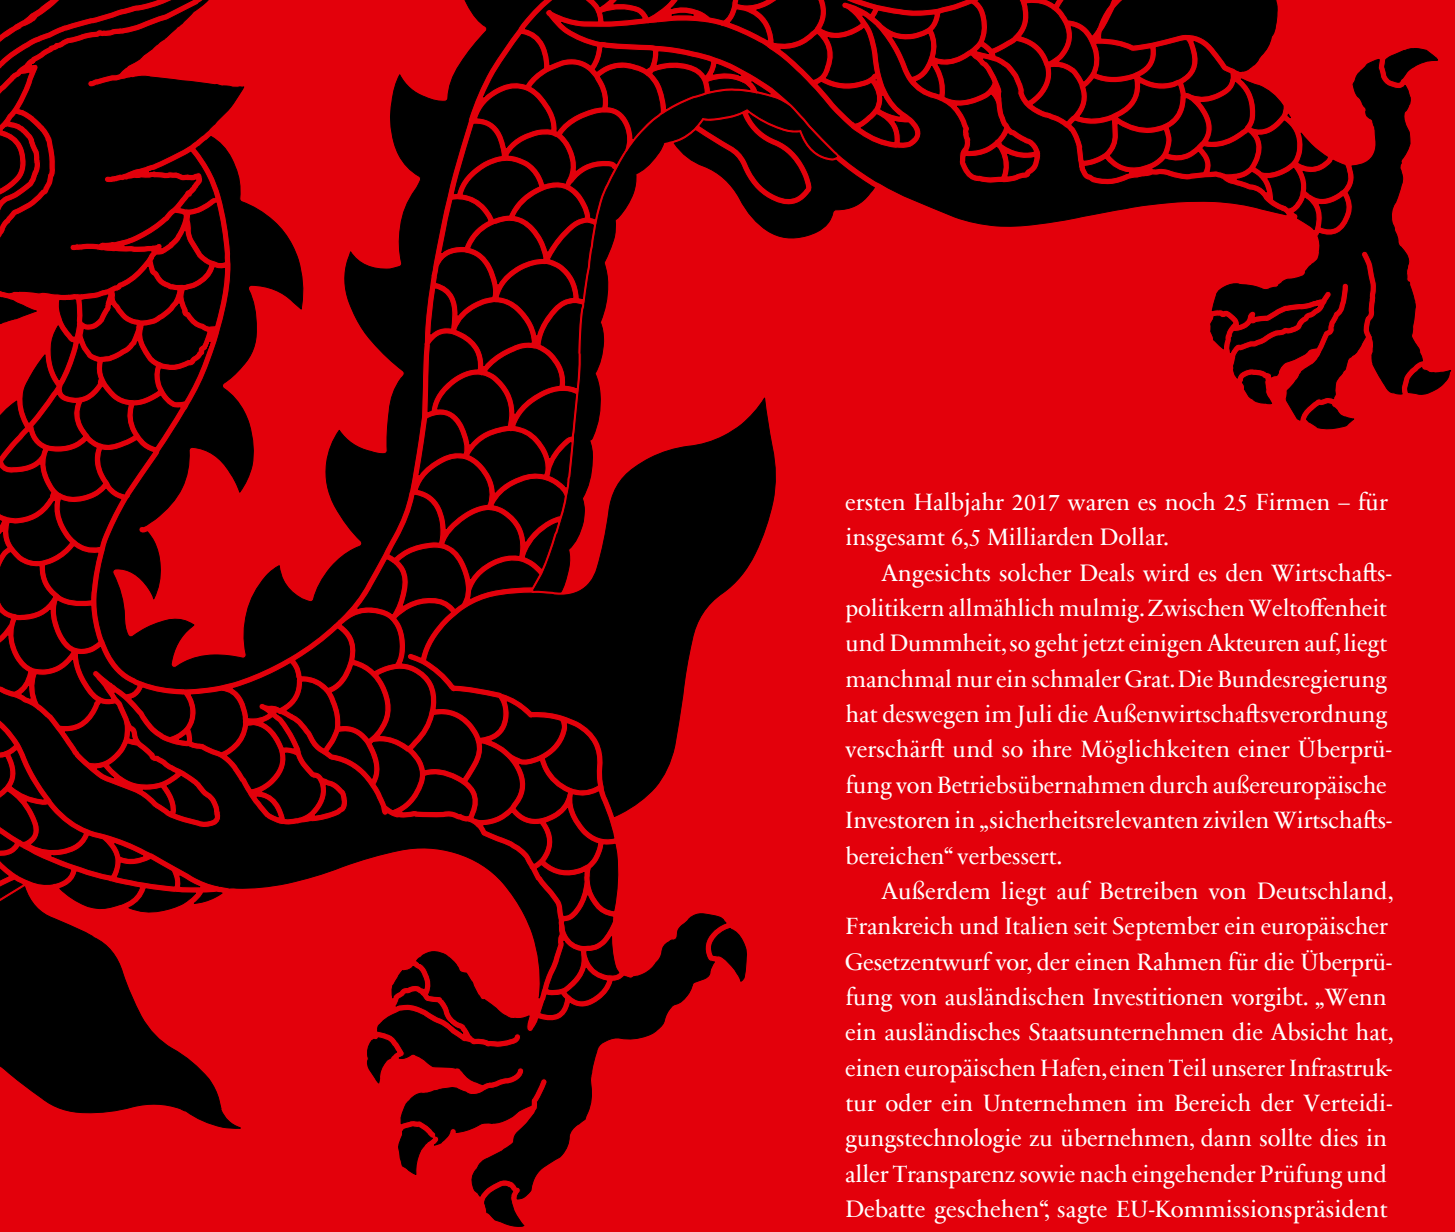 ersten Halbjahr 2017 waren es noch 25 Firmen – für
insgesamt 6,5 Milliarden Dollar.
Angesichts solcher Deals wird es den Wirtschafts-
politikern allmählich mulmig. Zwischen Weltoffenheit
und Dummheit, so geht jetzt einigen Akteuren auf, liegt
manchmal nur ein schmaler Grat. Die Bundesregierung
hat deswegen im Juli die Außenwirtschaftsverordnung
verschärft und so ihre Möglichkeiten einer Überprü-
fung von Betriebsübernahmen durch außereuropäische
Investoren in „sicherheitsrelevanten zivilen Wirtschafts-
bereichen“ verbessert.
Außerdem liegt auf Betreiben von Deutschland,
Frankreich und Italien seit September ein europäischer
Gesetzentwurf vor, der einen Rahmen für die Überprü-
fung von ausländischen Investitionen vorgibt. „Wenn
ein ausländisches Staatsunternehmen die Absicht hat,
einen europäischen Hafen, einen Teil unserer Infrastruk-
tur oder ein Unternehmen im Bereich der Verteidi-
gungstechnologie zu übernehmen, dann sollte dies in
aller Transparenz sowie nach eingehender Prüfung und
Debatte geschehen“, sagte EU-Kommissionspräsident